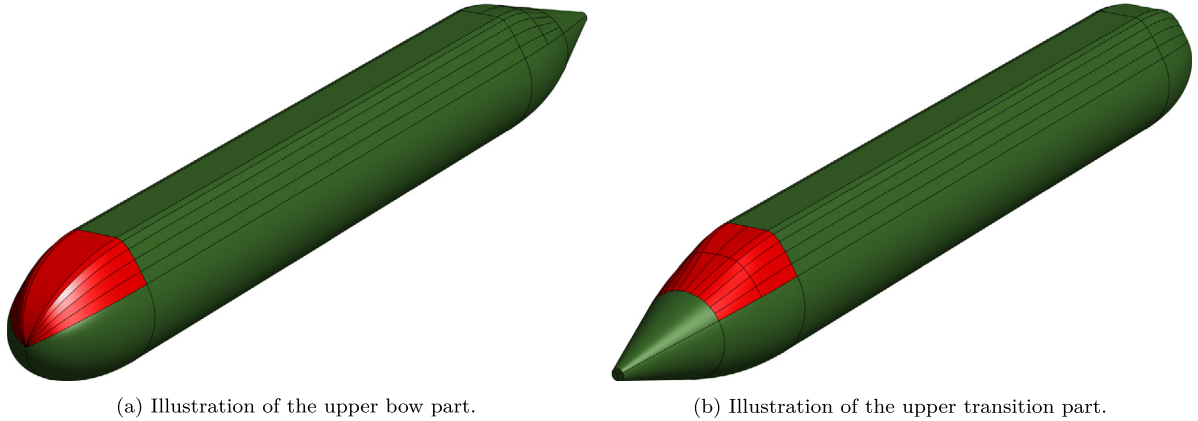 (a) Illustration of the upper bow part.
(b) Illustration of the upper transition part.